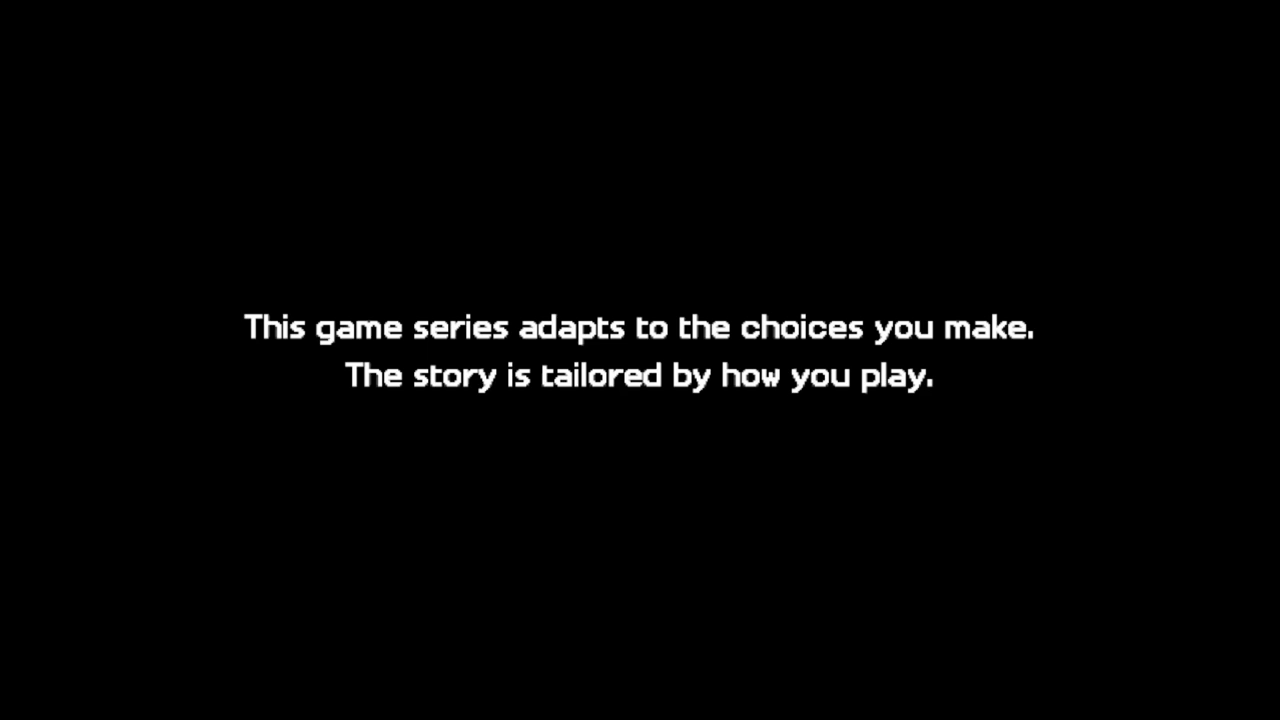 This game series adapts to the choices you make.
The story is tailored by how you play.